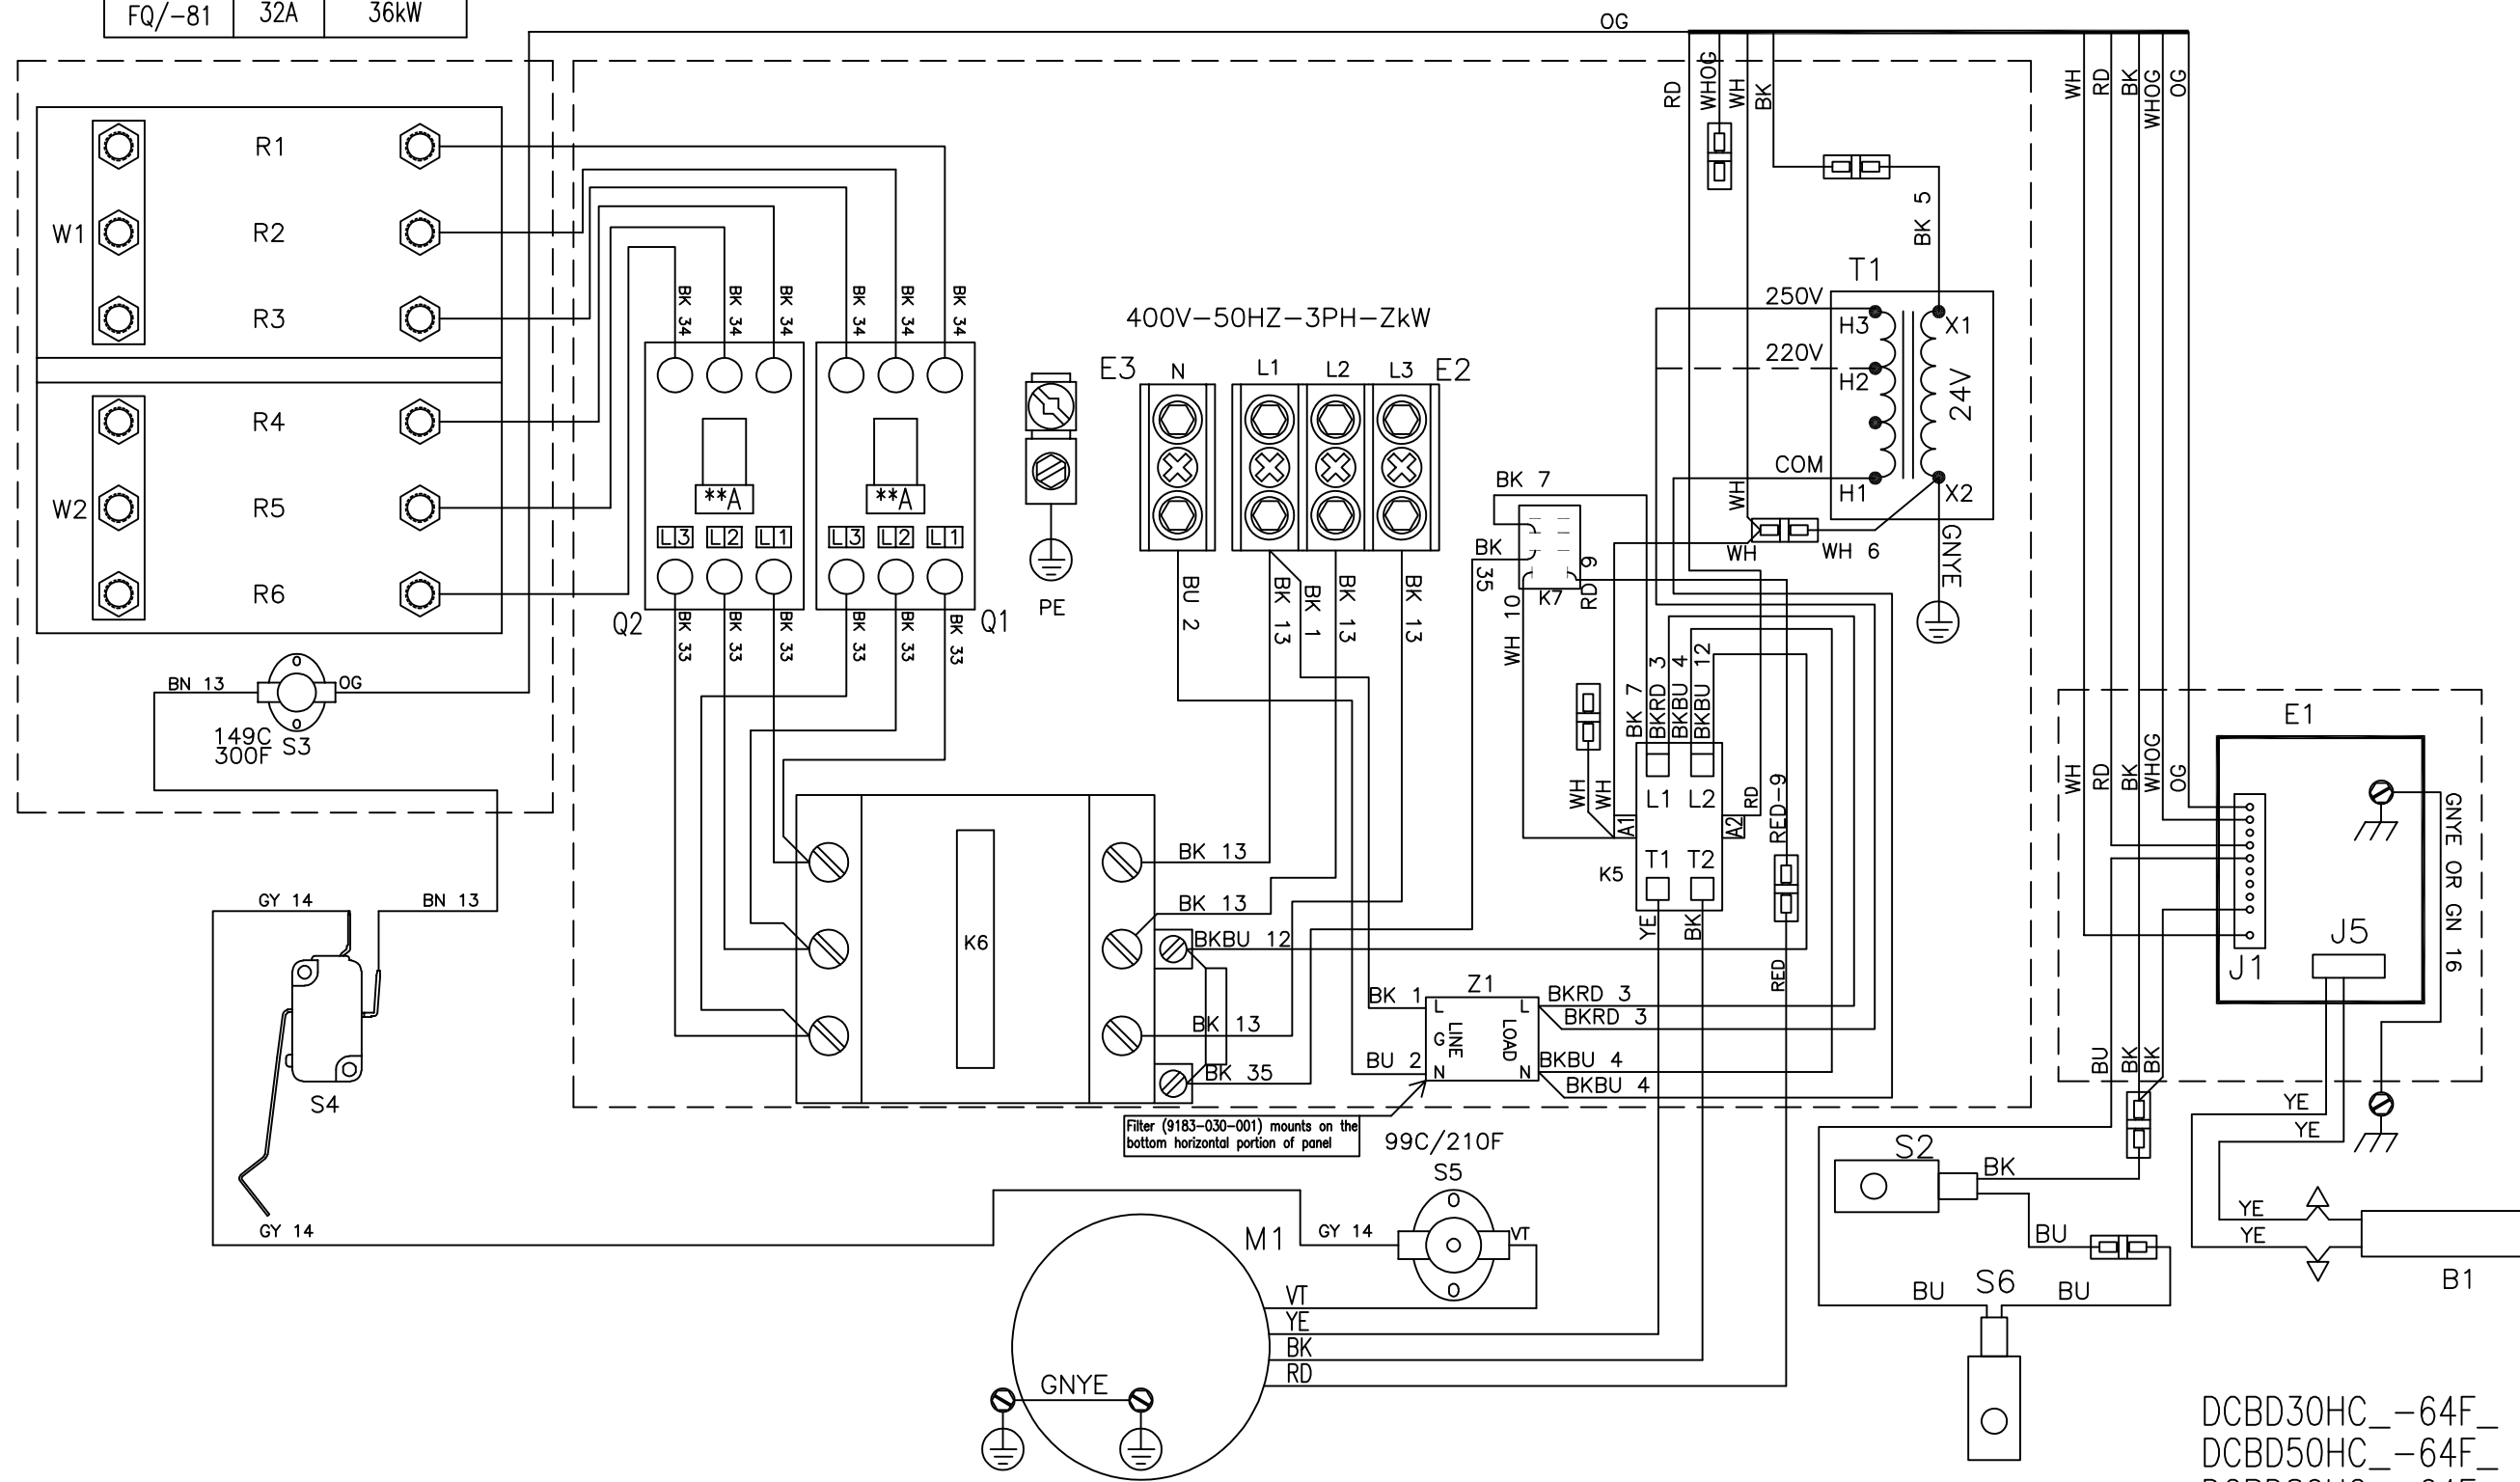 FQ/-81 32A 36kW
OG
RD WHOG WH BK
WH RD BK WHOG OG
R1
W1 R2
R3
R4
W2 R5
R6
BK 5
T1
250V H3 X1
220V H2 24V
COM
H1 X2
GNYE
WH
WH WH 6
BK 34 BK 34 BK 34 BK 34 BK 34 BK 34
**A **A
L3 L2 L1 L3 L2 L1
Q2 Q1
BK 33 BK 33 BK 33 BK 33 BK 33 BK 33
PE
400V-50HZ-3PH-ZkW
E3 N L1 L2 L3 E2
BU 2 BK 13 BK 1 BK 13 BK 13
BK 7
BK 35
K7
RD 9
WH 10
BK 7 BKRD 3 BKBU 4 BKBU 12
WH WH
L1 L2
RD
RED-9
A1 A2
T1 T2
K5
YE BK
RED
BN 13 OG
149C
300F S3
GY 14 BN 13
S4
GY 14
K6
BK 13
BK 13
BKBU 12
BK 13
BK 35
Z1
BK 1 L L BKRD 3
BKRD 3
G LINE LOAD
BU 2 N N BKBU 4
BKBU 4
Filter (9183-030-001) mounts on the
bottom horizontal portion of panel
99C/210F
S5
M1 GY 14 VT
VT
YE
BK
RD
GNYE
E1
WH RD BK WHOG OG
GNYE OR GN 16
J5
J1
BU BK BK
YE
YE
S2
BK
BU
YE
YE
S6
BU BU
B1
DCBD30HC_-64F_
DCBD50HC_-64F_